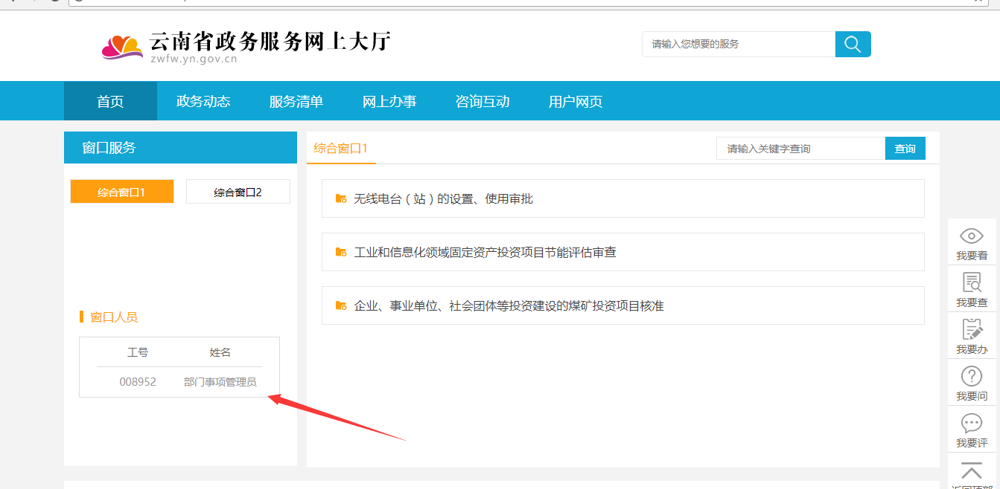 云南省政务服务网上大厅
zwfw.yn.gov.cn
请输入您想要的服务
首页 政务动态 服务清单 网上办事 咨询互动 用户网页
窗口服务
综合窗口1 综合窗口2
窗口人员
工号 姓名
008952 部门事项管理员
综合窗口1
请输入关键字查询 查询
无线电台（站）的设置、使用审批
工业和信息化领域固定资产投资项目节能评估审查
企业、事业单位、社会团体等投资建设的煤矿投资项目核准
我要看
我要查
我要办
我要问
我要评
返回顶部